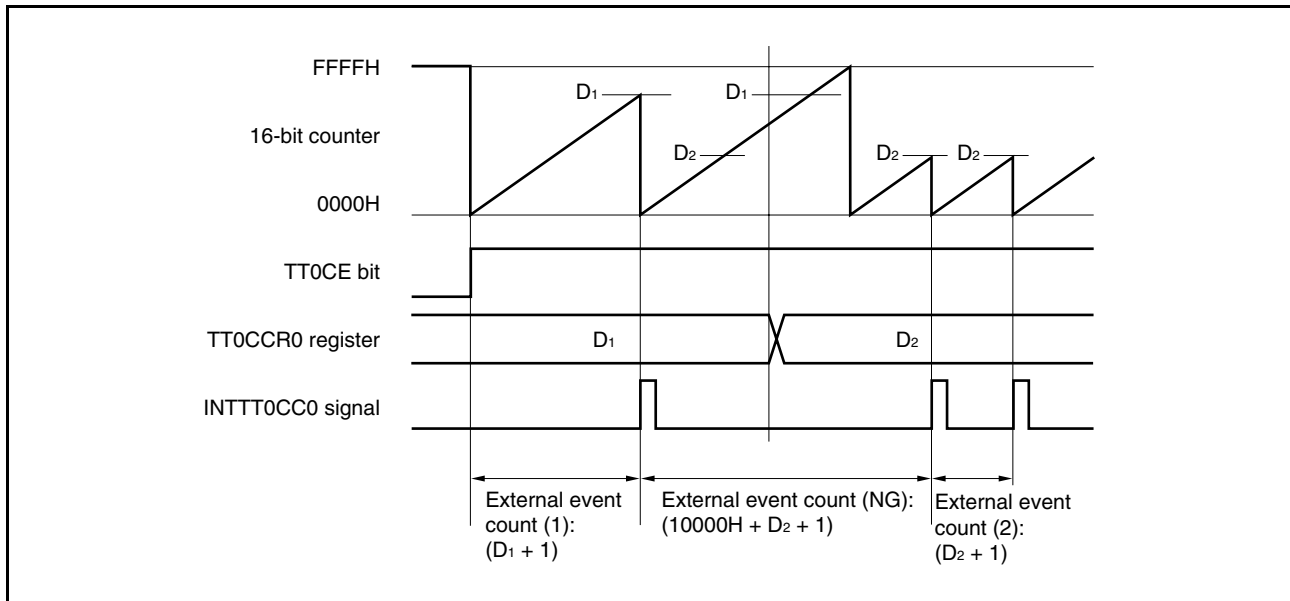 FFFFH
D1
D1
16-bit counter
D2
D2
D2
0000H
TT0CE bit
TT0CCR0 register
D1
D2
INTTT0CC0 signal
External event
count (1):
(D1 + 1)
External event count (NG):
(10000H + D2 + 1)
External event
count (2):
(D2 + 1)